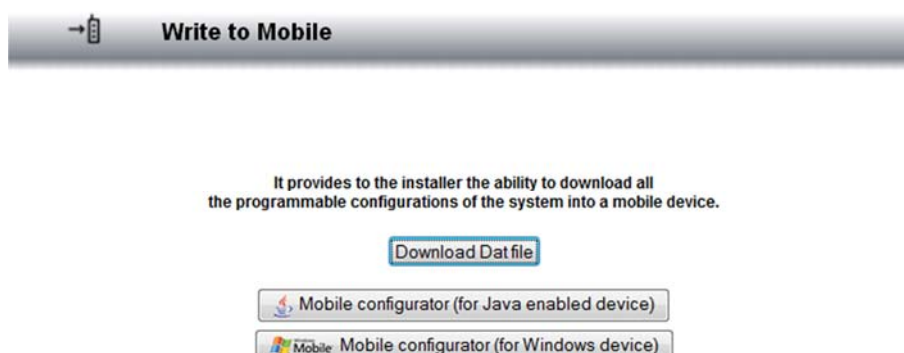 Write to Mobile
It provides to the installer the ability to download all
the programmable configurations of the system into a mobile device.
Download Dat file
Mobile configurator (for Java enabled device)
Windows Mobile Mobile configurator (for Windows device)